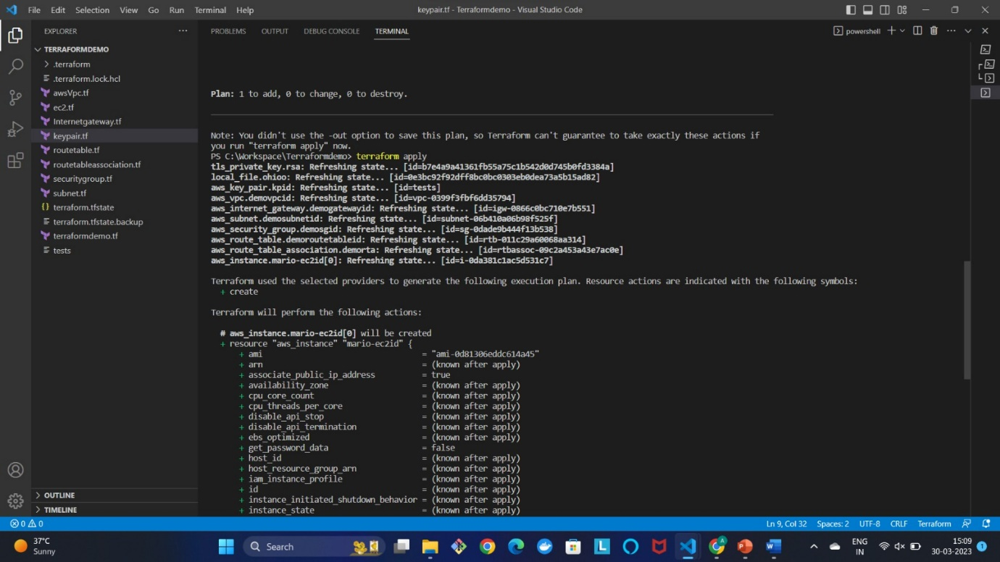 File Edit Selection View Go Run Terminal Help
keypair.tf - Terraformdemo - Visual Studio Code
EXPLORER
TERRAFORMDEMO
.terraform
.terraform.lock.hcl
awsVpc.tf
ec2.tf
Internetgateway.tf
keypair.tf
routetable.tf
routetableassociation.tf
securitygroup.tf
subnet.tf
terraform.tfstate
terraform.tfstate.backup
terraformdemo.tf
tests
OUTLINE
TIMELINE
PROBLEMS OUTPUT DEBUG CONSOLE TERMINAL
powershell
Plan: 1 to add, 0 to change, 0 to destroy.
Note: You didn't use the -out option to save this plan, so Terraform can't guarantee to take exactly these actions if
you run "terraform apply" now.
PS C:\Workspace\Terraformdemo> terraform apply
tls_private_key.rsa: Refreshing state... [id=b7e4a9a41361fb55a75c1b542d0d745b0fd3384a]
local_file.ohioo: Refreshing state... [id=0e3bc92f92dff8bc0bc0303eb0dea73a5b15ad82]
aws_key_pair.kpid: Refreshing state... [id=tests]
aws_vpc.demovpcid: Refreshing state... [id=vpc-0399f3fbf6dd35794]
aws_internet_gateway.demogatewayid: Refreshing state... [id=igw-0866c0bc710e7b551]
aws_subnet.demosubnetid: Refreshing state... [id=subnet-06b410a06b98f525f]
aws_security_group.demosgid: Refreshing state... [id=sg-0dade9b444f13b538]
aws_route_table.demoroutetableid: Refreshing state... [id=rtb-011c29a60068aa314]
aws_route_table_association.demorta: Refreshing state... [id=rtbassoc-09c2a453a43e7ac0e]
aws_instance.mario-ec2id[0]: Refreshing state... [id=i-0da381c1ac5d531c7]
Terraform used the selected providers to generate the following execution plan. Resource actions are indicated with the following symbols:
+ create
Terraform will perform the following actions:
# aws_instance.mario-ec2id[0] will be created
+ resource "aws_instance" "mario-ec2id" {
+ ami = "ami-0d81306eddc614a45"
+ arn = (known after apply)
+ associate_public_ip_address = true
+ availability_zone = (known after apply)
+ cpu_core_count = (known after apply)
+ cpu_threads_per_core = (known after apply)
+ disable_api_stop = (known after apply)
+ disable_api_termination = (known after apply)
+ ebs_optimized = (known after apply)
+ get_password_data = false
+ host_id = (known after apply)
+ host_resource_group_arn = (known after apply)
+ iam_instance_profile = (known after apply)
+ id = (known after apply)
+ instance_initiated_shutdown_behavior = (known after apply)
+ instance_state = (known after apply)
0 0
Ln 9, Col 32 Spaces: 2 UTF-8 CRLF Terraform
37°C
Sunny
Search
ENG
IN
15:09
30-03-2023
1